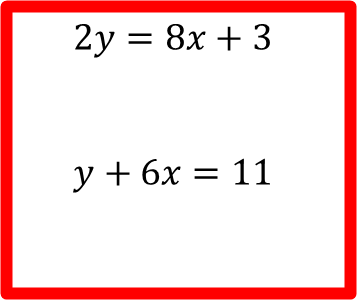 2y = 8x + 3
y + 6x = 11